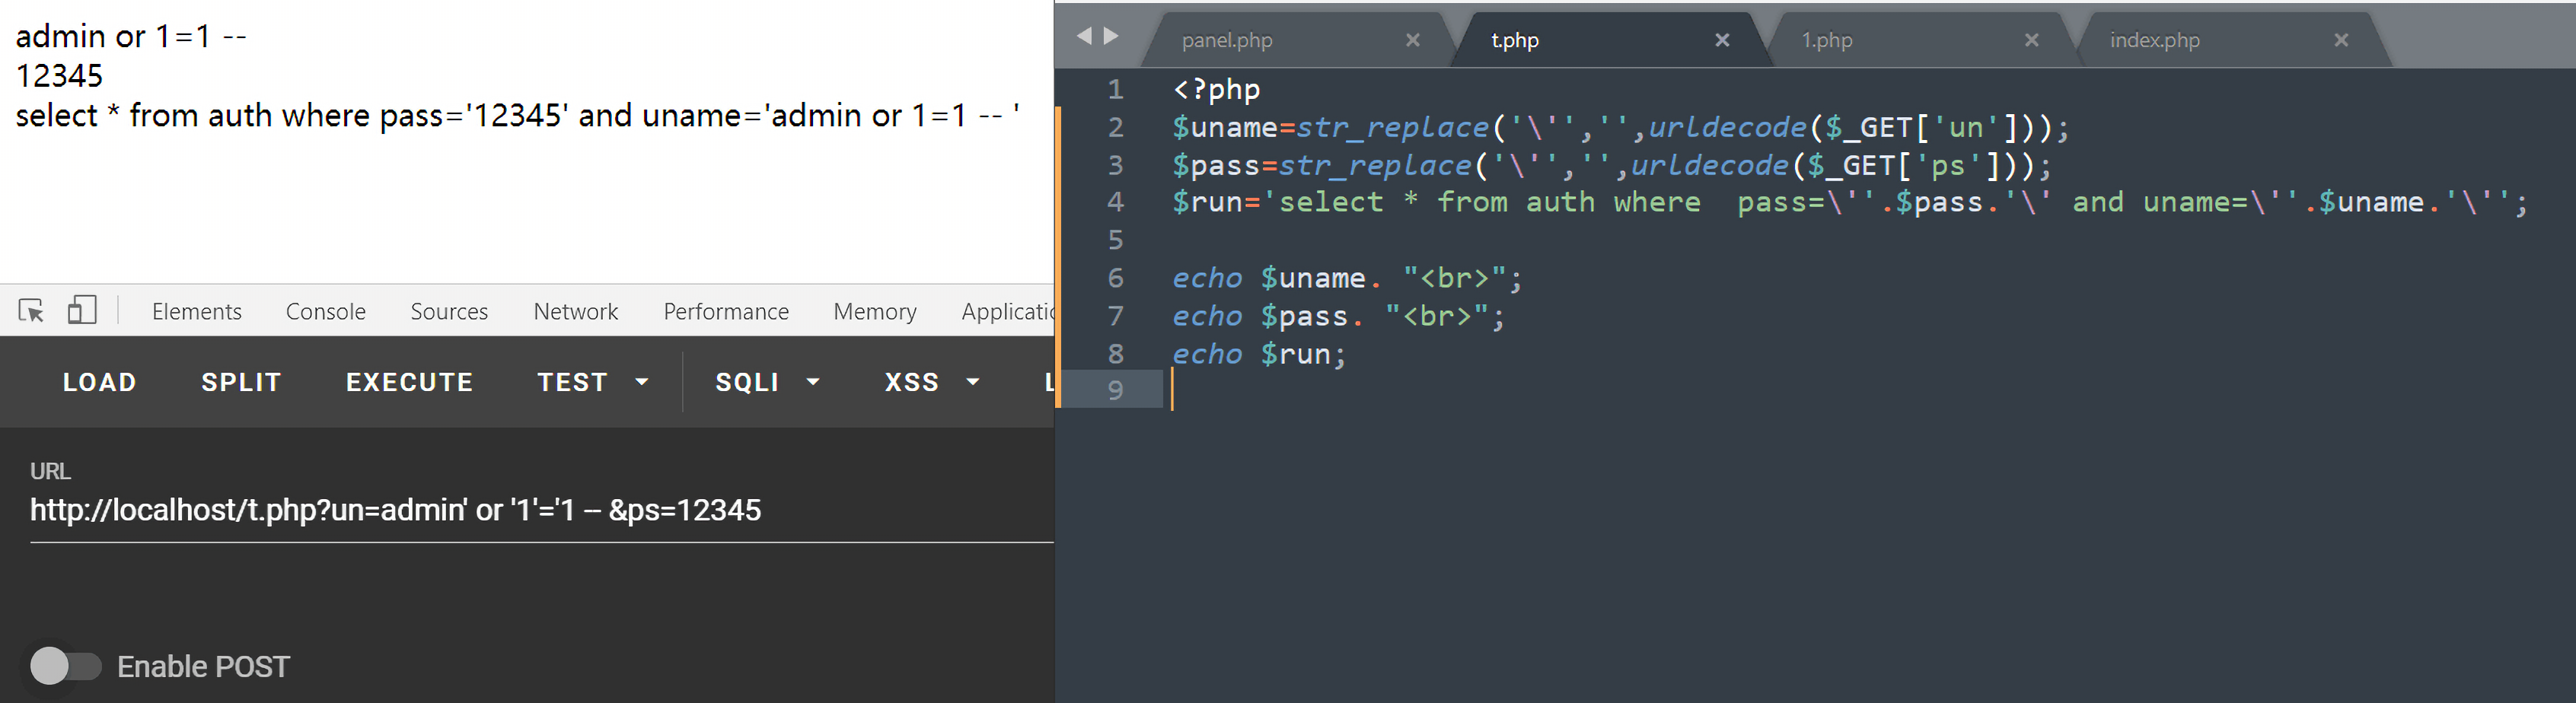 admin or 1=1 --
12345
select * from auth where pass='12345' and uname='admin or 1=1 -- '
Elements Console Sources Network Performance Memory Applicatio
LOAD SPLIT EXECUTE TEST SQLI XSS L
URL
http://localhost/t.php?un=admin' or '1'='1 -- &ps=12345
Enable POST
panel.php t.php 1.php index.php
1 <?php
2 $uname=str_replace('\'','',urldecode($_GET['un']));
3 $pass=str_replace('\'','',urldecode($_GET['ps']));
4 $run='select * from auth where  pass=\''.$pass.'\' and uname=\''.$uname.'\'';
5
6 echo $uname. "<br>";
7 echo $pass. "<br>";
8 echo $run;
9